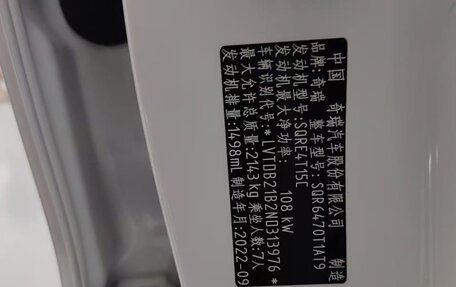 中国 奇瑞汽车股份有限公司 制造
品牌:奇瑞 整车型号:SQR6470T1AT9
发动机型号:SQRE4T15C
发动机最大净功率: 108 kW
车辆识别代号:*LVTDB21B2ND313976*
最大允许总质量:2143kg 乘坐人数:7人
发动机排量:1498mL 制造年月:2022-09